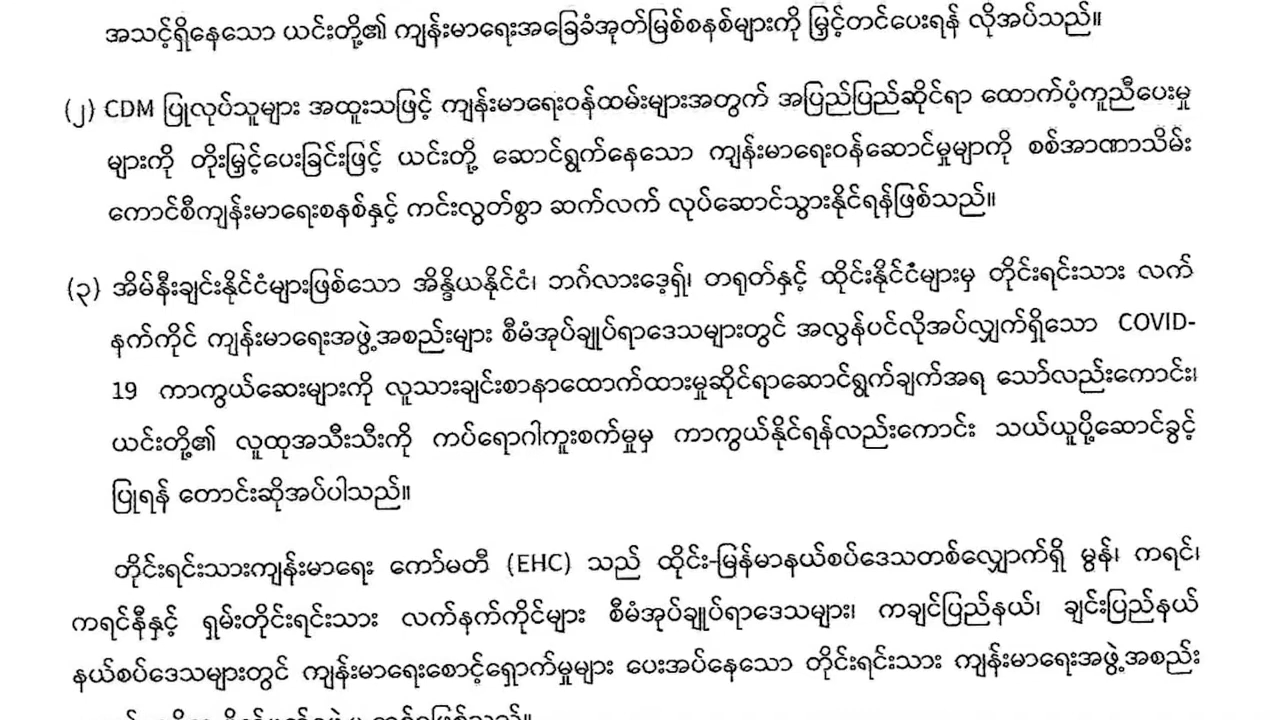 အသင့်ရှိနေသော ယင်းတို့၏ ကျန်းမာရေးအခြေခံအုတ်မြစ်စနစ်များကို မြှင့်တင်ပေးရန် လိုအပ်သည်။
(၂) CDM ပြုလုပ်သူများ အထူးသဖြင့် ကျန်းမာရေးဝန်ထမ်းများအတွက် အပြည်ပြည်ဆိုင်ရာ ထောက်ပံ့ကူညီပေးမှု
များကို တိုးမြှင့်ပေးခြင်းဖြင့် ယင်းတို့ ဆောင်ရွက်နေသော ကျန်းမာရေးဝန်ဆောင်မှုမျာကို စစ်အာဏာသိမ်း
ကောင်စီကျန်းမာရေးစနစ်နှင့် ကင်းလွတ်စွာ ဆက်လက် လုပ်ဆောင်သွားနိုင်ရန်ဖြစ်သည်။
(၃) အိမ်နီးချင်းနိုင်ငံများဖြစ်သော အိန္ဒိယနိုင်ငံ၊ ဘင်္ဂလားဒေ့ရှ်၊ တရုတ်နှင့် ထိုင်းနိုင်ငံများမှ တိုင်းရင်းသား လက်
နက်ကိုင် ကျန်းမာရေးအဖွဲ့အစည်းများ စီမံအုပ်ချုပ်ရာဒေသများတွင် အလွန်ပင်လိုအပ်လျှက်ရှိသော COVID-
19 ကာကွယ်ဆေးများကို လူသားချင်းစာနာထောက်ထားမှုဆိုင်ရာဆောင်ရွက်ချက်အရ သော်လည်းကောင်း၊
ယင်းတို့၏ လူထုအသီးသီးကို ကပ်ရောဂါကူးစက်မှုမှ ကာကွယ်နိုင်ရန်လည်းကောင်း သယ်ယူပို့ဆောင်ခွင့်
ပြုရန် တောင်းဆိုအပ်ပါသည်။
တိုင်းရင်းသားကျန်းမာရေး ကော်မတီ (EHC) သည် ထိုင်း-မြန်မာနယ်စပ်ဒေသတစ်လျှောက်ရှိ မွန်၊ ကရင်၊
ကရင်နီနှင့် ရှမ်းတိုင်းရင်းသား လက်နက်ကိုင်များ စီမံအုပ်ချုပ်ရာဒေသများ၊ ကချင်ပြည်နယ်၊ ချင်းပြည်နယ်
နယ်စပ်ဒေသများတွင် ကျန်းမာရေးစောင့်ရှောက်မှုများ ပေးအပ်နေသော တိုင်းရင်းသား ကျန်းမာရေးအဖွဲ့အစည်း